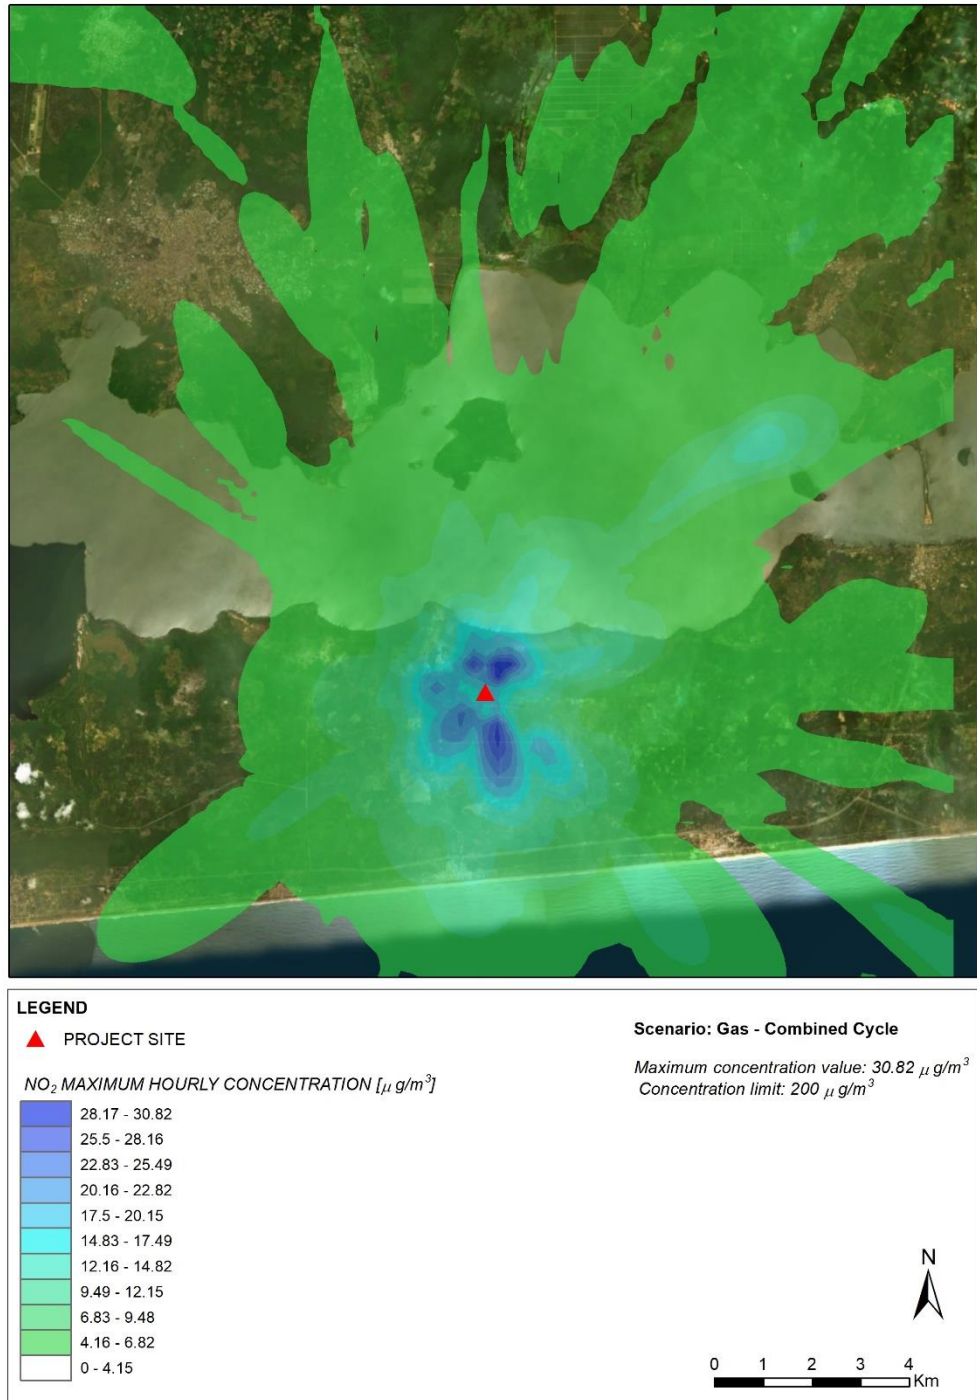 LEGEND
PROJECT SITE
NO₂ MAXIMUM HOURLY CONCENTRATION [μ g/m³]
28.17 - 30.82
25.5 - 28.16
22.83 - 25.49
20.16 - 22.82
17.5 - 20.15
14.83 - 17.49
12.16 - 14.82
9.49 - 12.15
6.83 - 9.48
4.16 - 6.82
0 - 4.15
Scenario: Gas - Combined Cycle
Maximum concentration value: 30.82 μ g/m³
Concentration limit: 200 μ g/m³
N
0 1 2 3 4
Km